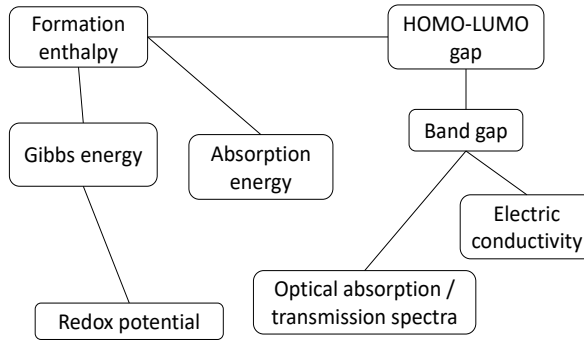 Formation
enthalpy
HOMO-LUMO
gap
Gibbs energy
Absorption
energy
Band gap
Electric
conductivity
Optical absorption /
transmission spectra
Redox potential